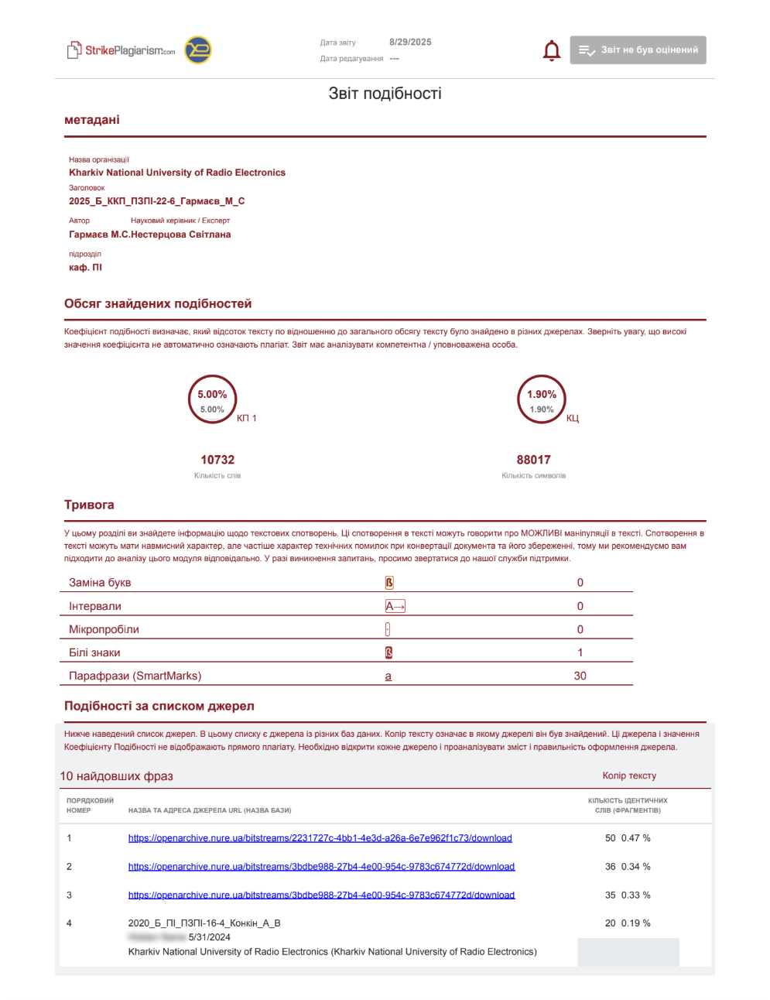 StrikePlagiarism.com
Дата звіту 8/29/2025
Дата редагування ---
Звіт не був оцінений
Звіт подібності
метадані
Назва організації
Kharkiv National University of Radio Electronics
Заголовок
2025_Б_ККП_ПЗПІ-22-6_Гармаєв_М_С
Автор Науковий керівник / Експерт
Гармаєв М.С.Нестерцова Світлана
підрозділ
каф. ПІ
Обсяг знайдених подібностей
Коефіцієнт подібності визначає, який відсоток тексту по відношенню до загального обсягу тексту було знайдено в різних джерелах. Зверніть увагу, що високі
значення коефіцієнта не автоматично означають плагіат. Звіт має аналізувати компетентна / уповноважена особа.
5.00%
5.00%
КП 1
1.90%
1.90%
КЦ
10732
Кількість слів
88017
Кількість символів
Тривога
У цьому розділі ви знайдете інформацію щодо текстових спотворень. Ці спотворення в тексті можуть говорити про МОЖЛИВІ маніпуляції в тексті. Спотворення в
тексті можуть мати навмисний характер, але частіше характер технічних помилок при конвертації документа та його збереженні, тому ми рекомендуємо вам
підходити до аналізу цього модуля відповідально. У разі виникнення запитань, просимо звертатися до нашої служби підтримки.
Заміна букв ß 0
Інтервали A→ 0
Мікропробіли · 0
Білі знаки ß 1
Парафрази (SmartMarks) a 30
Подібності за списком джерел
Нижче наведений список джерел. В цьому списку є джерела із різних баз даних. Колір тексту означає в якому джерелі він був знайдений. Ці джерела і значення
Коефіцієнту Подібності не відображають прямого плагіату. Необхідно відкрити кожне джерело і проаналізувати зміст і правильність оформлення джерела.
10 найдовших фраз Колір тексту
ПОРЯДКОВИЙ НОМЕР НАЗВА ТА АДРЕСА ДЖЕРЕЛА URL (НАЗВА БАЗИ) КІЛЬКІСТЬ ІДЕНТИЧНИХ СЛІВ (ФРАГМЕНТІВ)
1 https://openarchive.nure.ua/bitstreams/2231727c-4bb1-4e3d-a26a-6e7e962f1c73/download 50 0.47 %
2 https://openarchive.nure.ua/bitstreams/3bdbe988-27b4-4e00-954c-9783c674772d/download 36 0.34 %
3 https://openarchive.nure.ua/bitstreams/3bdbe988-27b4-4e00-954c-9783c674772d/download 35 0.33 %
4 2020_Б_ПІ_ПЗПІ-16-4_Конкін_А_В 20 0.19 %
5/31/2024
Kharkiv National University of Radio Electronics (Kharkiv National University of Radio Electronics)